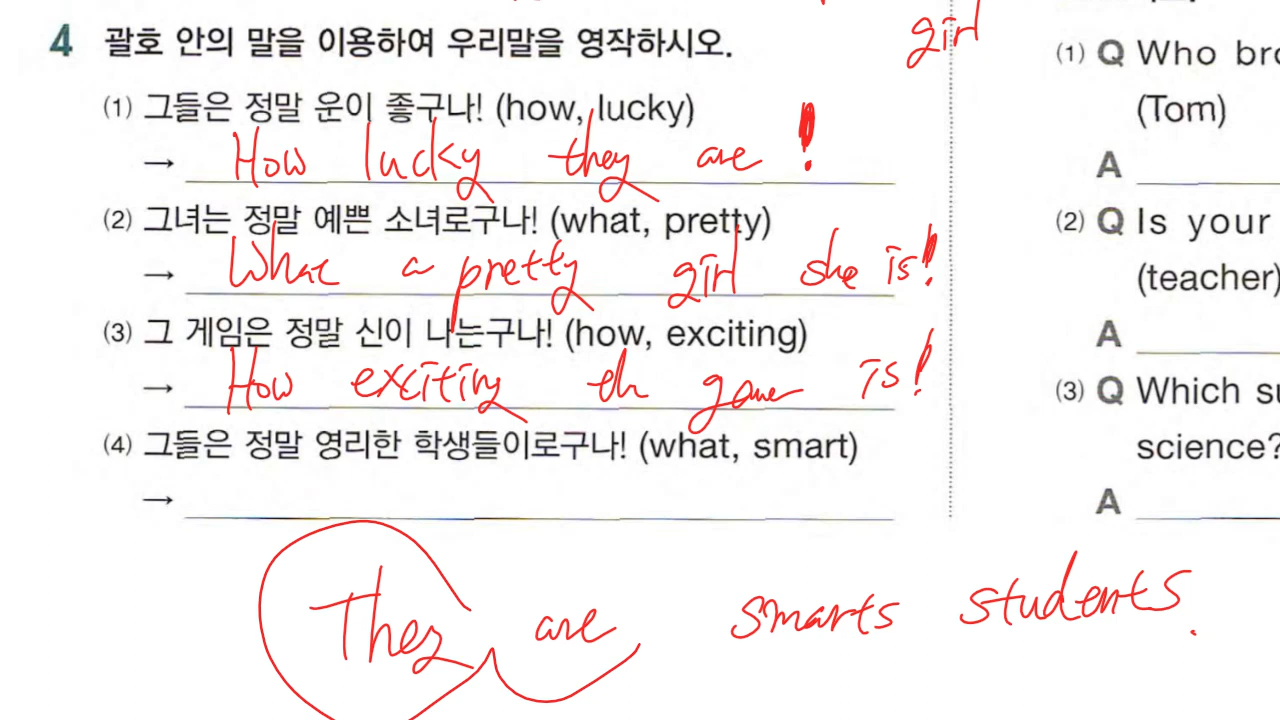 girl
4 괄호 안의 말을 이용하여 우리말을 영작하시오.
(1) 그들은 정말 운이 좋구나! (how, lucky)
→ How lucky they are !
(2) 그녀는 정말 예쁜 소녀로구나! (what, pretty)
→ What a pretty girl she is!
(3) 그 게임은 정말 신이 나는구나! (how, exciting)
→ How exciting th game is!
(4) 그들은 정말 영리한 학생들이로구나! (what, smart)
→
They are smarts students.
(1) Q Who
(Tom)
A
(2) Q Is your
(teacher)
A
(3) Q Which
science?
A